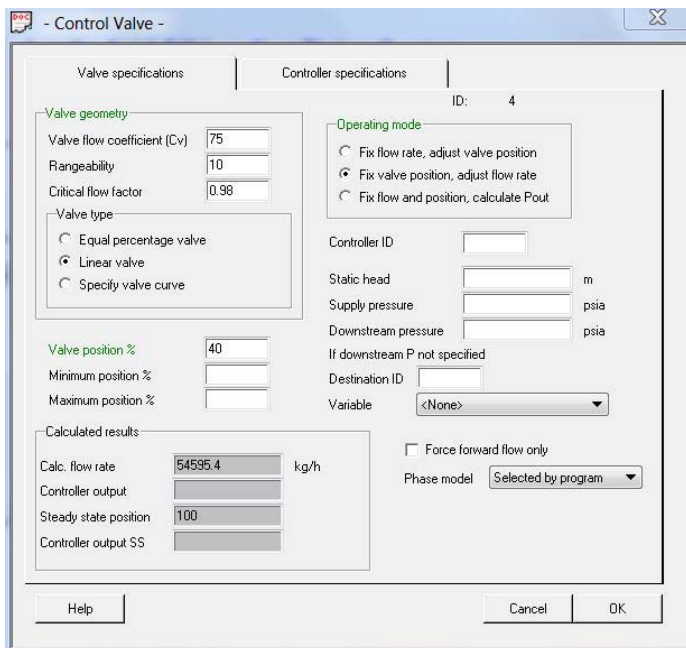 - Control Valve -
Valve specifications
Controller specifications
ID: 4
Valve geometry
Valve flow coefficient (Cv) 75
Rangeability 10
Critical flow factor 0.98
Valve type
Equal percentage valve
Linear valve
Specify valve curve
Valve position % 40
Minimum position %
Maximum position %
Operating mode
Fix flow rate, adjust valve position
Fix valve position, adjust flow rate
Fix flow and position, calculate Pout
Controller ID
Static head m
Supply pressure psia
Downstream pressure psia
If downstream P not specified
Destination ID
Variable <None>
Calculated results
Calc. flow rate 54595.4 kg/h
Controller output
Steady state position 100
Controller output SS
Force forward flow only
Phase model Selected by program
Help
Cancel
OK